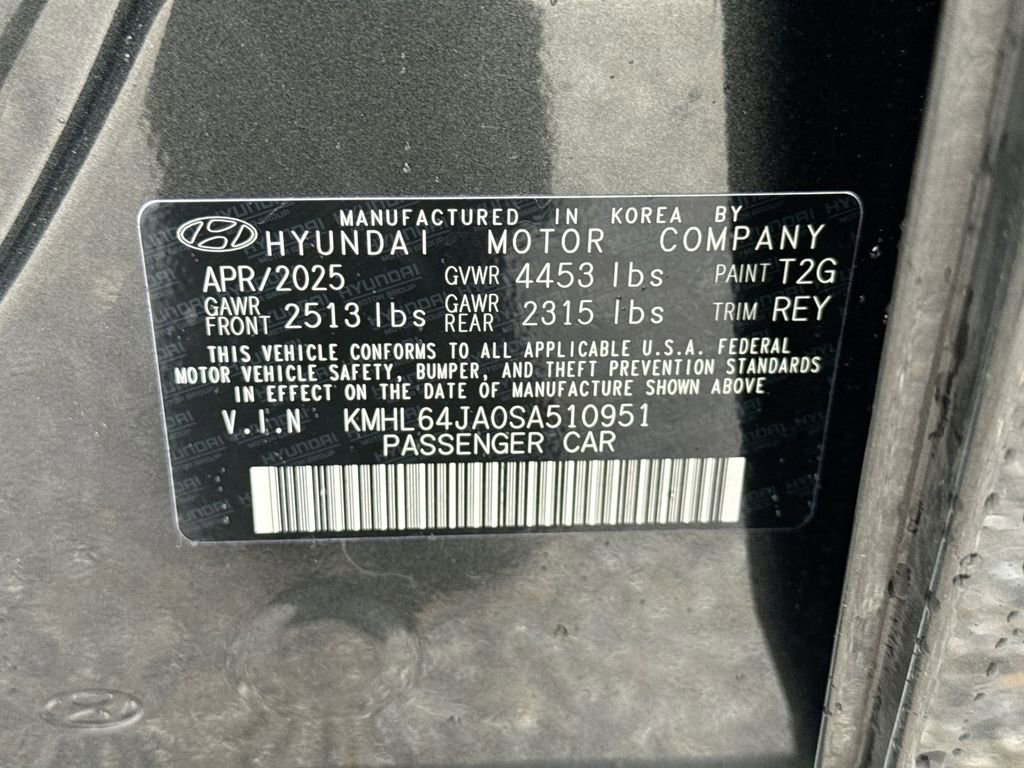 MANUFACTURED IN KOREA BY
HYUNDAI MOTOR COMPANY
APR/2025 GVWR 4453 lbs PAINT T2G
GAWR FRONT 2513 lbs GAWR REAR 2315 lbs TRIM REY
THIS VEHICLE CONFORMS TO ALL APPLICABLE U.S.A. FEDERAL
MOTOR VEHICLE SAFETY, BUMPER, AND THEFT PREVENTION STANDARDS
IN EFFECT ON THE DATE OF MANUFACTURE SHOWN ABOVE
V.I.N KMHL64JA0SA510951
PASSENGER CAR